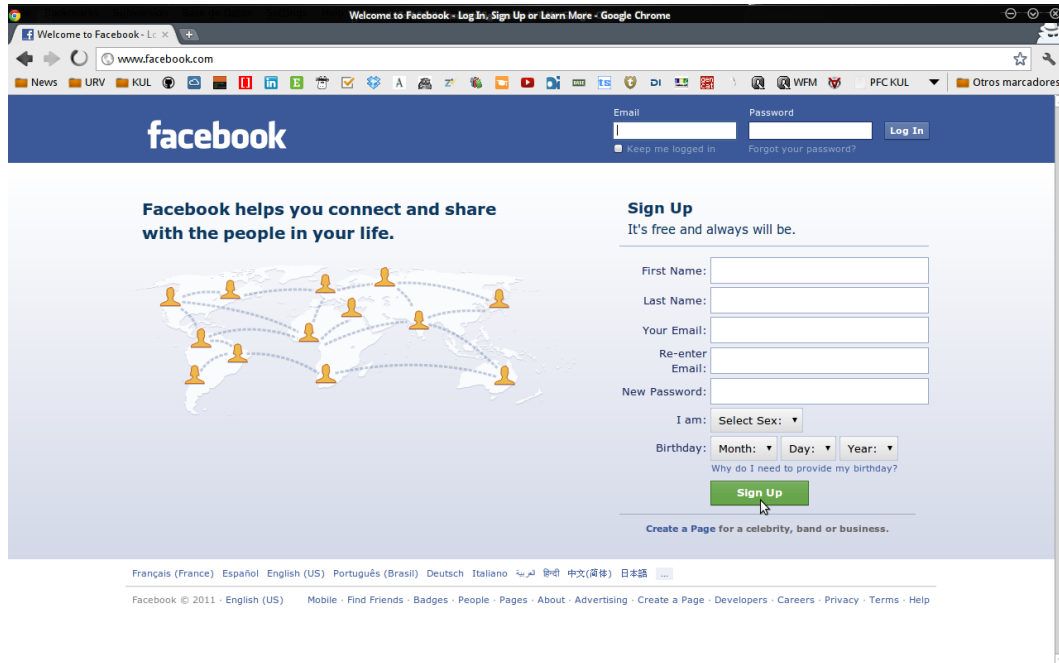 Welcome to Facebook - Log In, Sign Up or Learn More - Google Chrome
Welcome to Facebook - Lo
www.facebook.com
News URV KUL WFM PFC KUL Otros marcadores
Email Password
Log In
Keep me logged in Forgot your password?
facebook
Facebook helps you connect and share
with the people in your life.
Sign Up
It's free and always will be.
First Name:
Last Name:
Your Email:
Re-enter
Email:
New Password:
I am: Select Sex:
Birthday: Month: Day: Year:
Why do I need to provide my birthday?
Sign Up
Create a Page for a celebrity, band or business.
Français (France) Español English (US) Português (Brasil) Deutsch Italiano العربية हिन्दी 中文(简体) 日本語 ...
Facebook © 2011 · English (US) Mobile · Find Friends · Badges · People · Pages · About · Advertising · Create a Page · Developers · Careers · Privacy · Terms · Help